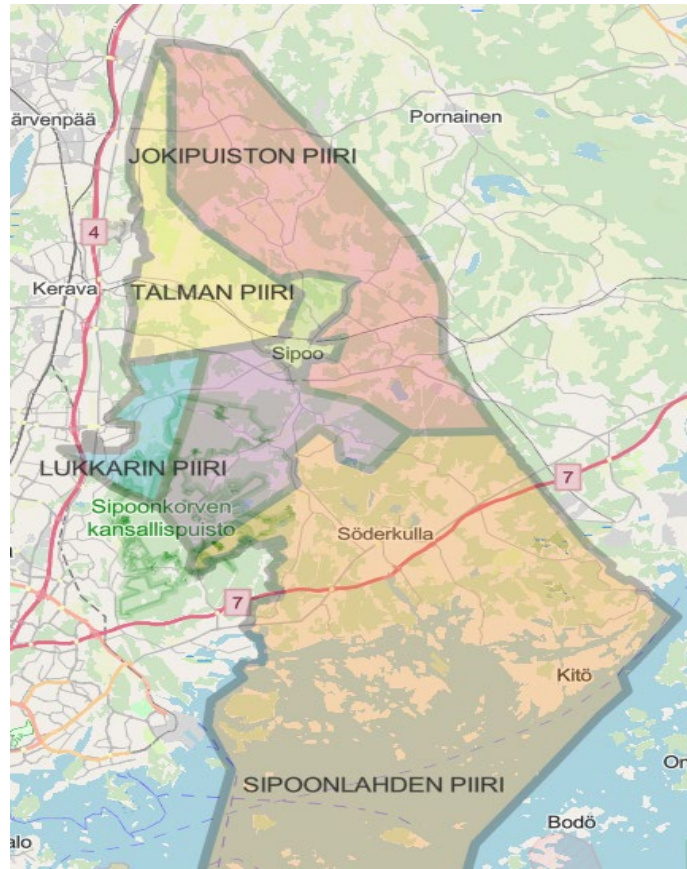 ärvenpää
Pornainen
JOKIPUISTON PIIRI
4
Kerava
TALMAN PIIRI
Sipoo
LUKKARIN PIIRI
7
Sipoonkorven
kansallispuisto
Söderkulla
7
Kitö
On
SIPOONLAHDEN PIIRI
Bodö
alo